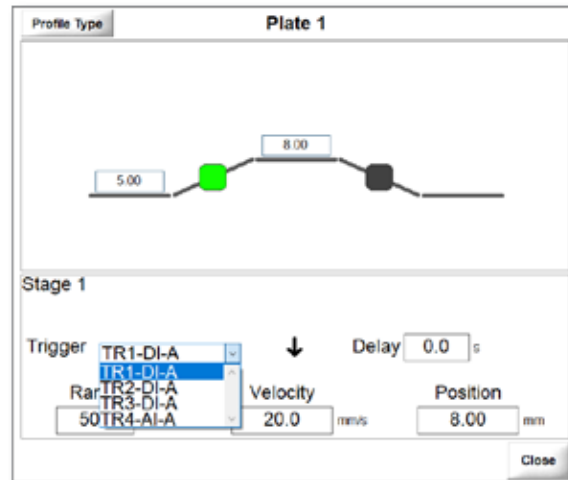 Profile Type
Plate 1
8.00
5.00
Stage 1
Trigger
TR1-DI-A
Delay 0.0 s
TR1-DI-A
TR2-DI-A
TR3-DI-A
TR4-AI-A
Velocity
Position
50
20.0 mm/s
8.00 mm
Close